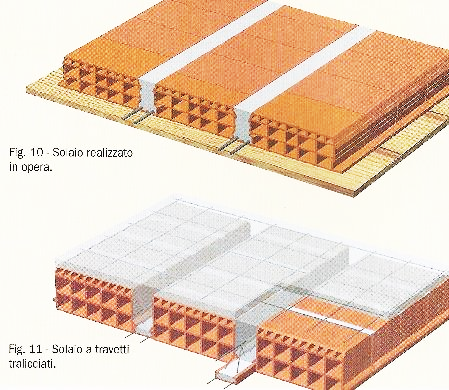 Fig. 10 - Solaio realizzato
in opera.
Fig. 11 - Solaio a travetti
tralicciati.